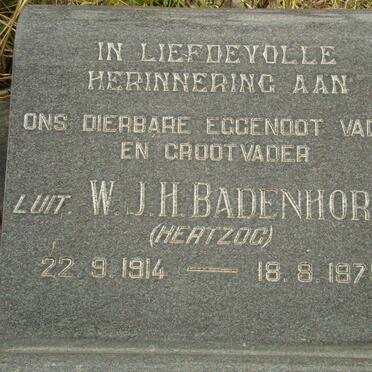 IN LIEFDEVOLLE
HERINNERING AAN
ONS DIERBARE EGGENOOT VAD
EN GROOTVADER
LUIT. W.J.H. BADENHOR
(HERTZOG)
22.9.1914 — 18.8.197